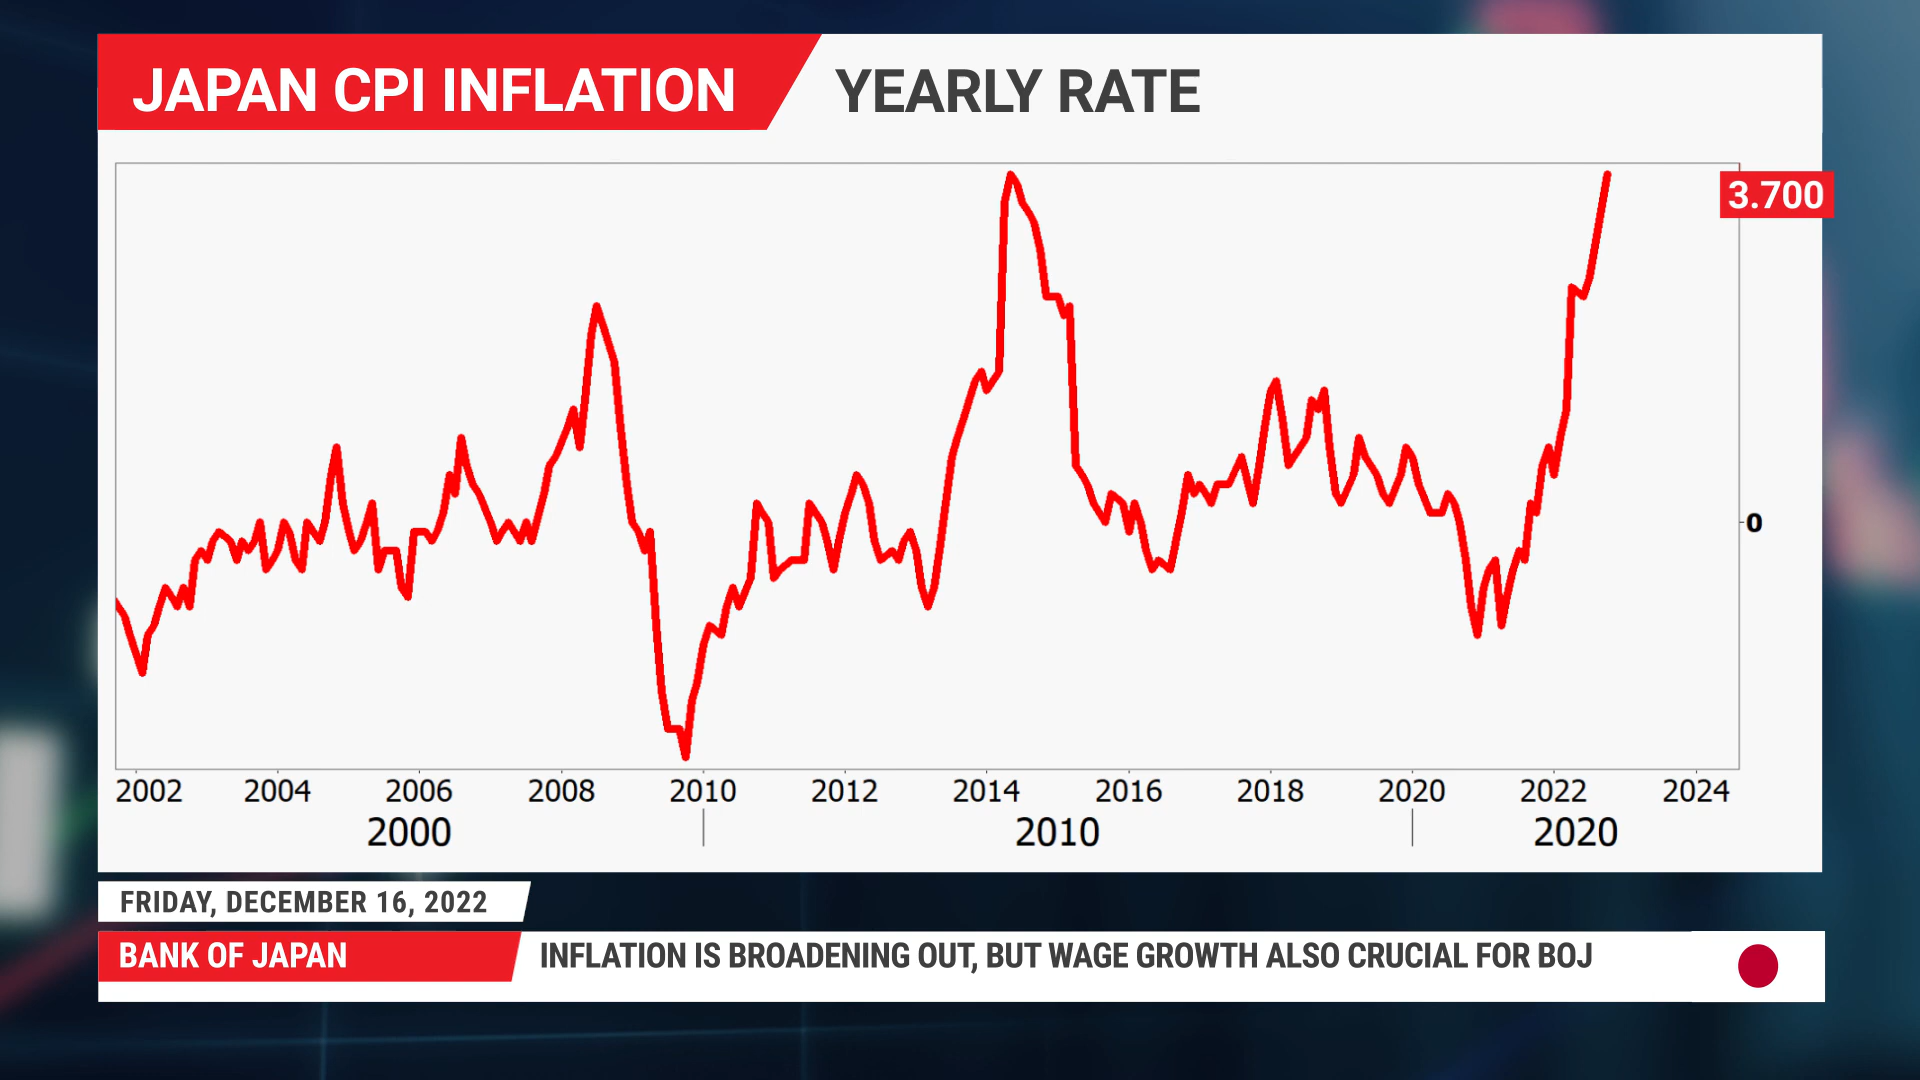 JAPAN CPI INFLATION YEARLY RATE
3.700
0
2002 2004 2006 2008 2010 2012 2014 2016 2018 2020 2022 2024
2000 2010 2020
FRIDAY, DECEMBER 16, 2022
BANK OF JAPAN INFLATION IS BROADENING OUT, BUT WAGE GROWTH ALSO CRUCIAL FOR BOJ